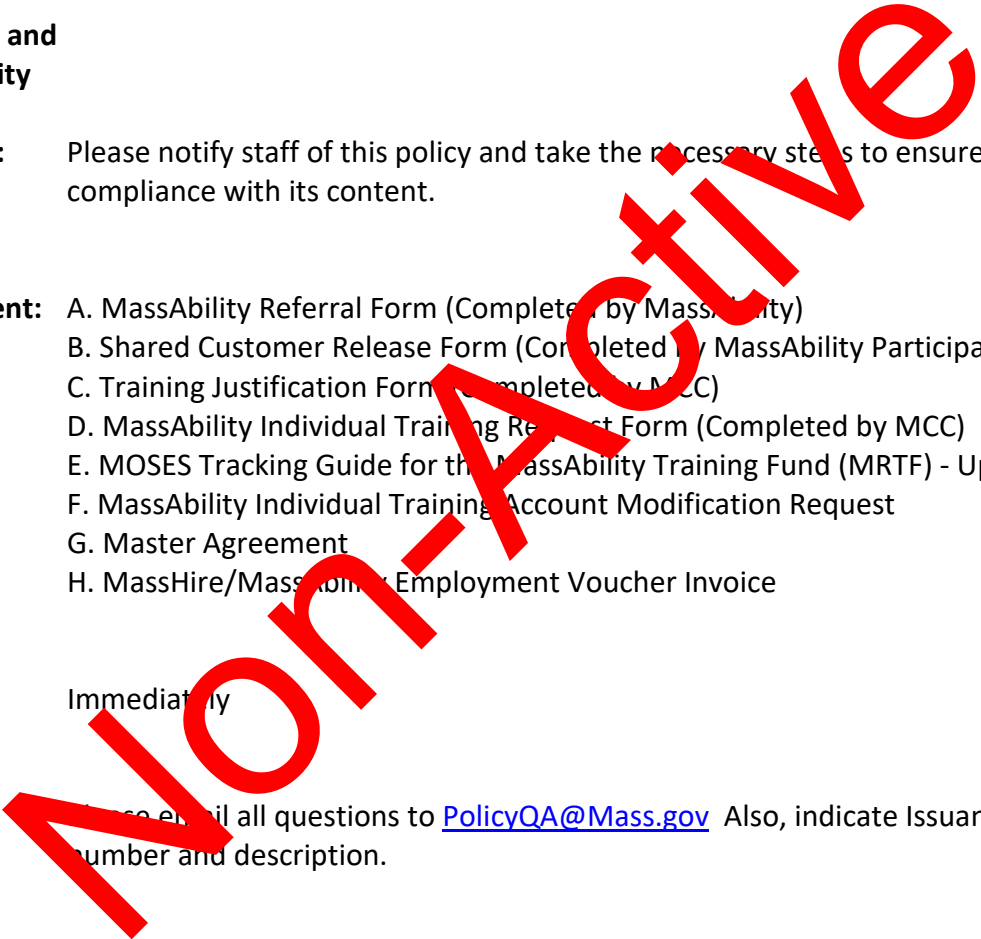 and
ity
: Please notify staff of this policy and take the necessary steps to ensure
compliance with its content.
ent: A. MassAbility Referral Form (Completed by MassAbility)
B. Shared Customer Release Form (Completed by MassAbility Participa
C. Training Justification Form (Completed by MCC)
D. MassAbility Individual Training Request Form (Completed by MCC)
E. MOSES Tracking Guide for the MassAbility Training Fund (MRTF) - Up
F. MassAbility Individual Training Account Modification Request
G. Master Agreement
H. MassHire/MassAbility Employment Voucher Invoice
Immediately
Please email all questions to PolicyQA@Mass.gov Also, indicate Issuan
number and description.
Non-Active